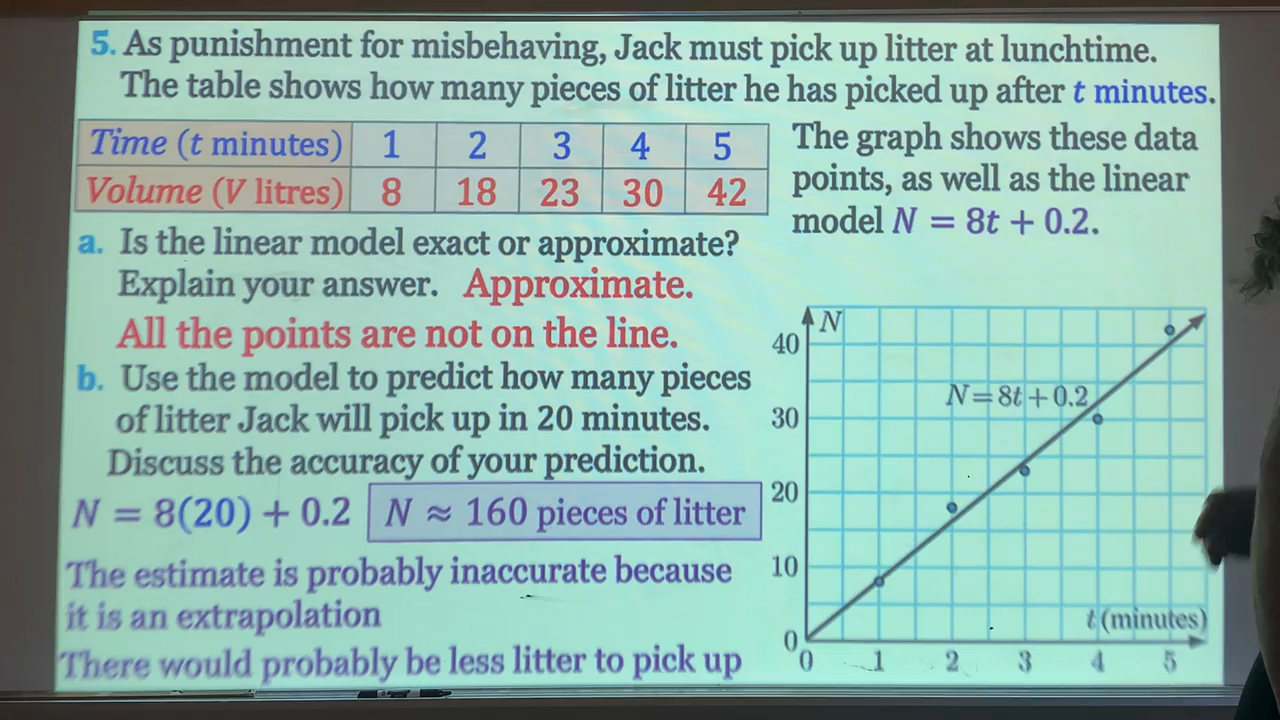 5. As punishment for misbehaving, Jack must pick up litter at lunchtime.
The table shows how many pieces of litter he has picked up after t minutes.
Time (t minutes) 1 2 3 4 5
Volume (V litres) 8 18 23 30 42
The graph shows these data
points, as well as the linear
model N = 8t + 0.2.
a. Is the linear model exact or approximate?
Explain your answer. Approximate.
All the points are not on the line.
b. Use the model to predict how many pieces
of litter Jack will pick up in 20 minutes.
Discuss the accuracy of your prediction.
N = 8(20) + 0.2 N ≈ 160 pieces of litter
The estimate is probably inaccurate because
it is an extrapolation
There would probably be less litter to pick up
N
40
N=8t+0.2
30
20
10
t (minutes)
0
0 1 2 3 4 5